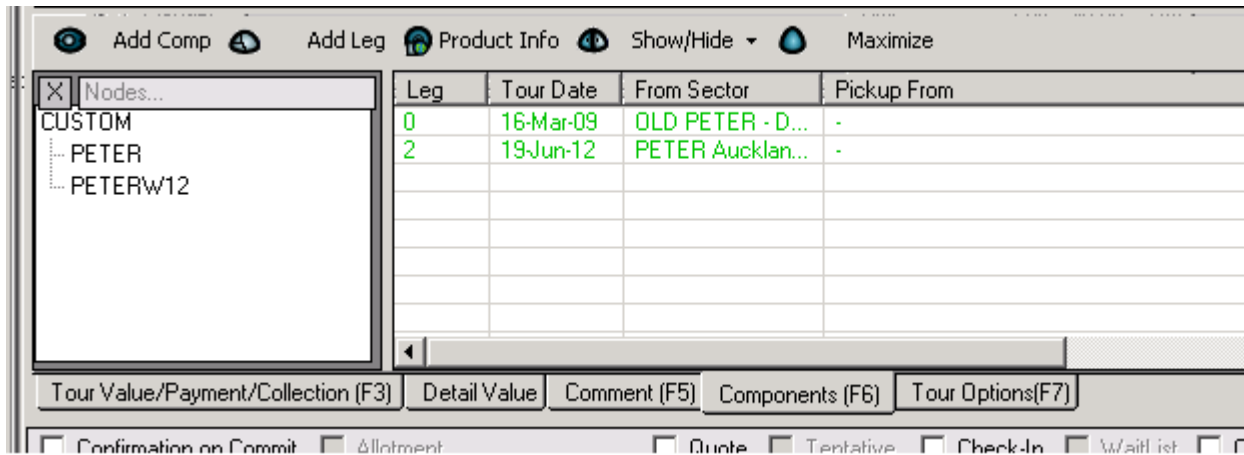 Add Comp Add Leg Product Info Show/Hide Maximize
X Nodes... Leg Tour Date From Sector Pickup From
CUSTOM 0 16-Mar-09 OLD PETER - D... -
PETER 2 19-Jun-12 PETER Aucklan... -
PETERW12
Tour Value/Payment/Collection (F3) Detail Value Comment (F5) Components (F6) Tour Options(F7)
Confirmation on Commit Allotment Quote Tentative Check-In WaitList